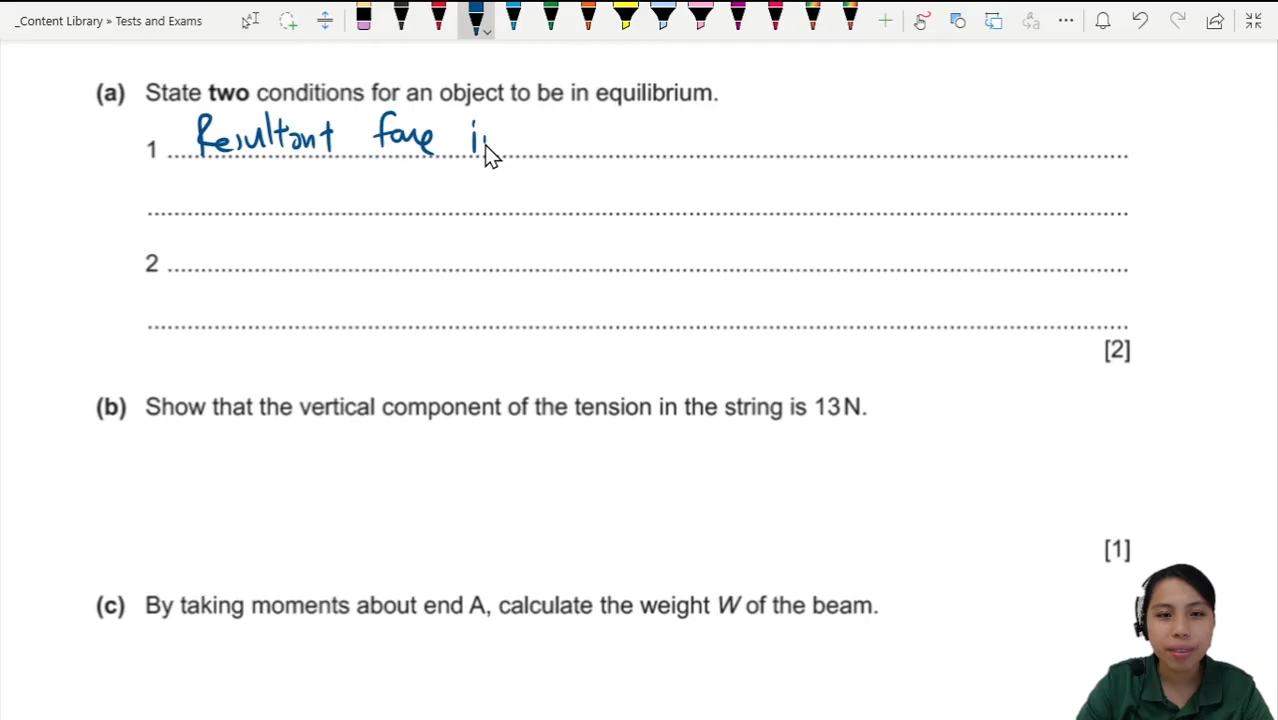 _Content Library » Tests and Exams
(a) State two conditions for an object to be in equilibrium.
Resultant force i
1 ........................................................................
........................................................................
2 ........................................................................
........................................................................
[2]
(b) Show that the vertical component of the tension in the string is 13 N.
[1]
(c) By taking moments about end A, calculate the weight W of the beam.